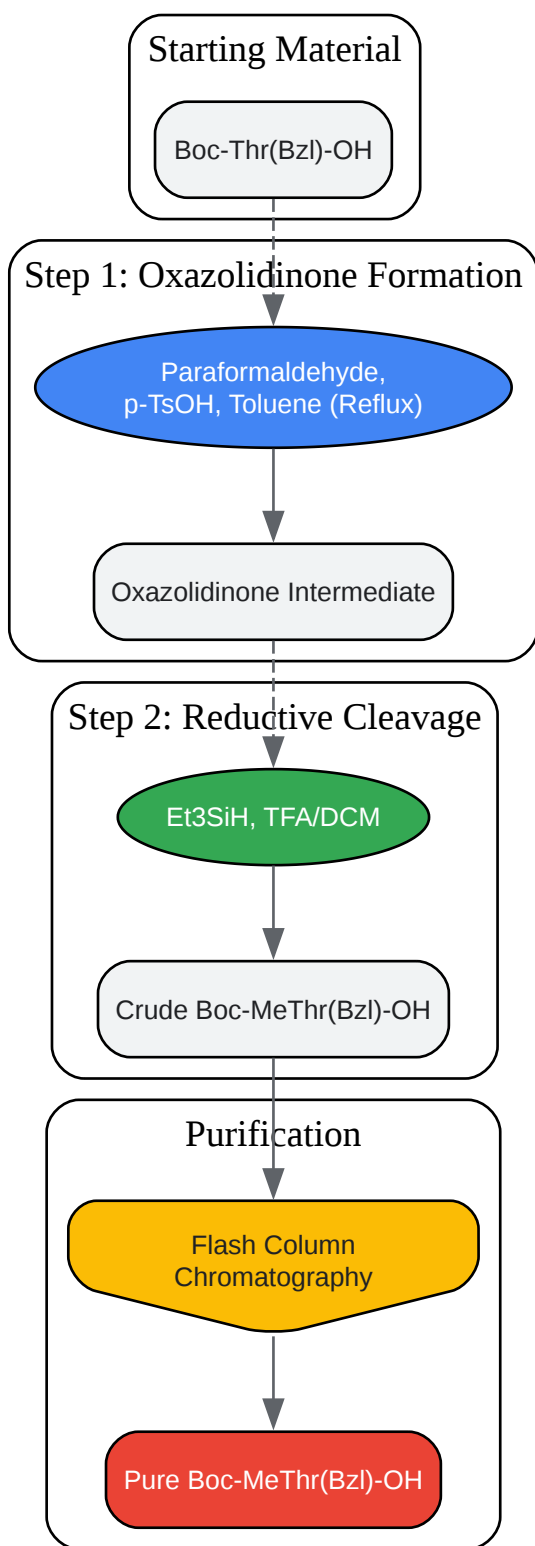 Starting Material
Boc-Thr(Bzl)-OH
Step 1: Oxazolidinone Formation
Paraformaldehyde,
p-TsOH, Toluene (Reflux)
Oxazolidinone Intermediate
Step 2: Reductive Cleavage
Et3SiH, TFA/DCM
Crude Boc-MeThr(Bzl)-OH
Purification
Flash Column
Chromatography
Pure Boc-MeThr(Bzl)-OH